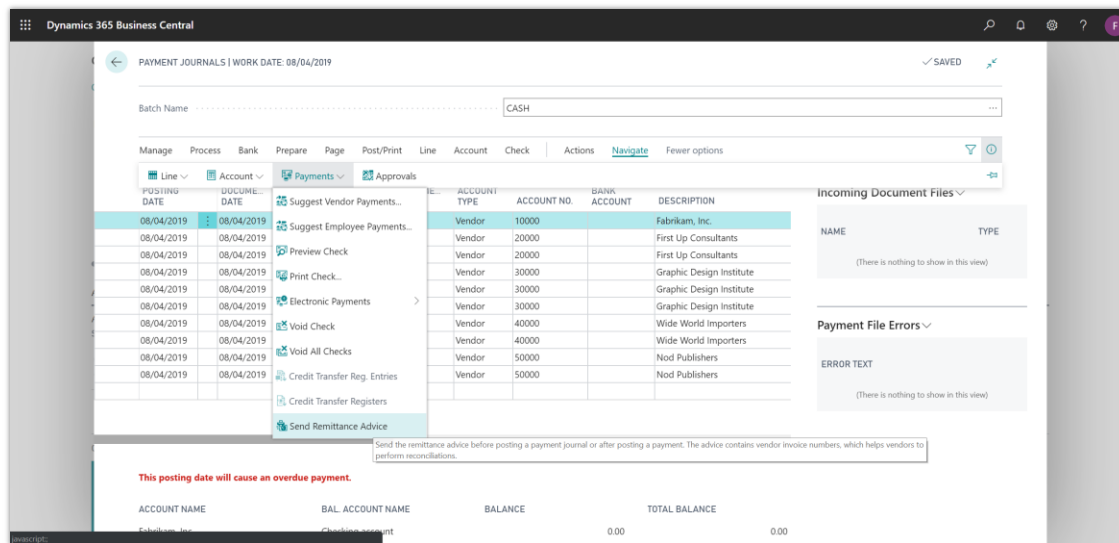 Dynamics 365 Business Central
?
F
PAYMENT JOURNALS | WORK DATE: 08/04/2019
SAVED
Batch Name
CASH
...
Manage Process Bank Prepare Page Post/Print Line Account Check Actions Navigate Fewer options
Line Account Payments Approvals
POSTING DATE
DOCUME... DATE
ACCOUNT TYPE
ACCOUNT NO.
BANK ACCOUNT
DESCRIPTION
08/04/2019 08/04/2019 Vendor 10000 Fabrikam, Inc.
08/04/2019 08/04/2019 Vendor 20000 First Up Consultants
08/04/2019 08/04/2019 Vendor 20000 First Up Consultants
08/04/2019 08/04/2019 Vendor 30000 Graphic Design Institute
08/04/2019 08/04/2019 Vendor 30000 Graphic Design Institute
08/04/2019 08/04/2019 Vendor 30000 Graphic Design Institute
08/04/2019 08/04/2019 Vendor 40000 Wide World Importers
08/04/2019 08/04/2019 Vendor 40000 Wide World Importers
08/04/2019 08/04/2019 Vendor 50000 Nod Publishers
08/04/2019 08/04/2019 Vendor 50000 Nod Publishers
Suggest Vendor Payments...
Suggest Employee Payments...
Preview Check
Print Check...
Electronic Payments
Void Check
Void All Checks
Credit Transfer Reg. Entries
Credit Transfer Registers
Send Remittance Advice
Send the remittance advice before posting a payment journal or after posting a payment. The advice contains vendor invoice numbers, which helps vendors to
perform reconciliations.
Incoming Document Files
NAME TYPE
(There is nothing to show in this view)
Payment File Errors
ERROR TEXT
(There is nothing to show in this view)
This posting date will cause an overdue payment.
ACCOUNT NAME BAL. ACCOUNT NAME BALANCE TOTAL BALANCE
Fabrikam, Inc. Checking account 0.00 0.00
javascript:;